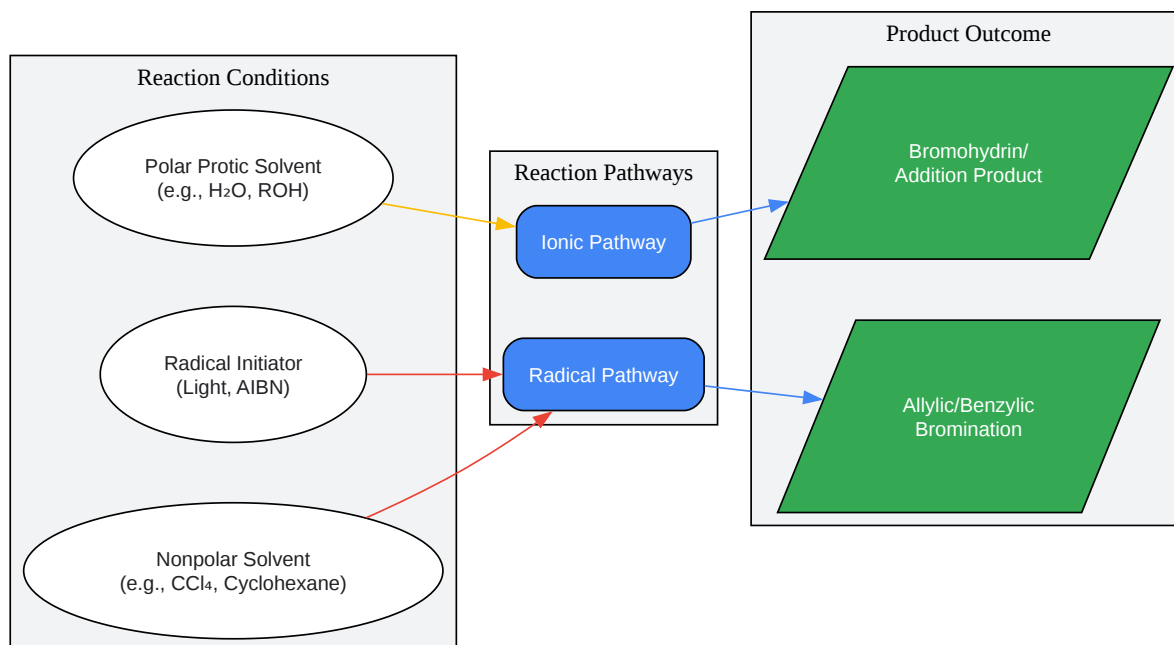 Reaction Conditions
Polar Protic Solvent
(e.g., H₂O, ROH)
Radical Initiator
(Light, AIBN)
Nonpolar Solvent
(e.g., CCl₄, Cyclohexane)
Reaction Pathways
Ionic Pathway
Radical Pathway
Product Outcome
Bromohydrin/
Addition Product
Allylic/Benzylic
Bromination